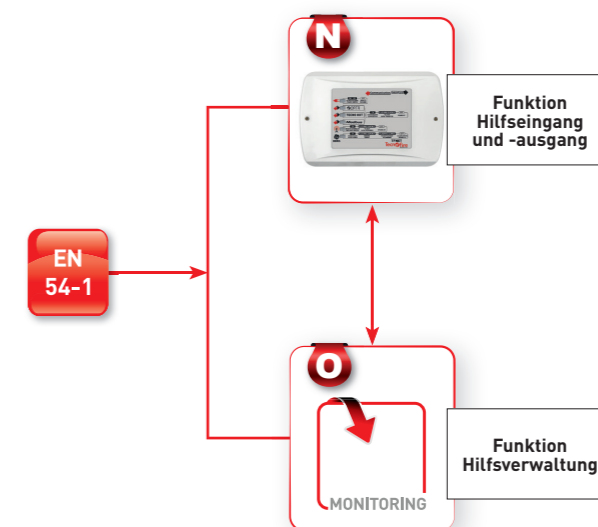 N
Funktion
Hilfseingang
und -ausgang
EN
54-1
O
MONITORING
Funktion
Hilfsverwaltung